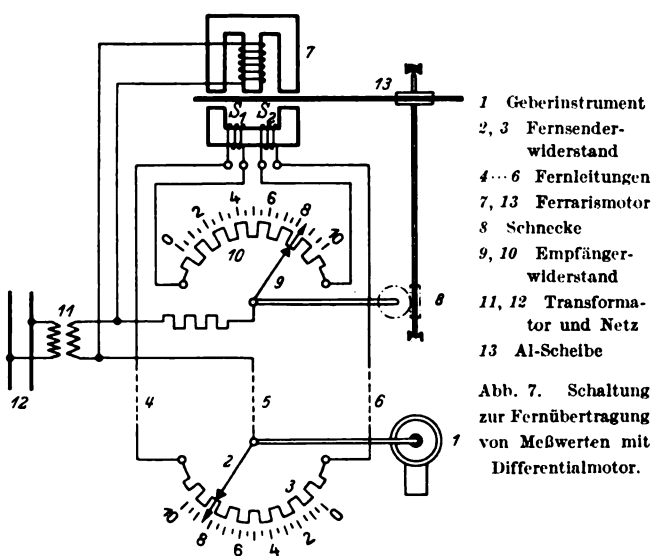 7
13
S1 S2
0 2 4 6 8 10
10
9
8
11
12
4
5
6
1
2
3
10 8 6 4 2 0
1 Geberinstrument
2, 3 Fernsender-
widerstand
4···6 Fernleitungen
7, 13 Ferrarismotor
8 Schnecke
9, 10 Empfänger-
widerstand
11, 12 Transforma-
tor und Netz
13 Al-Scheibe
Abb. 7. Schaltung
zur Fernübertragung
von Meßwerten mit
Differentialmotor.